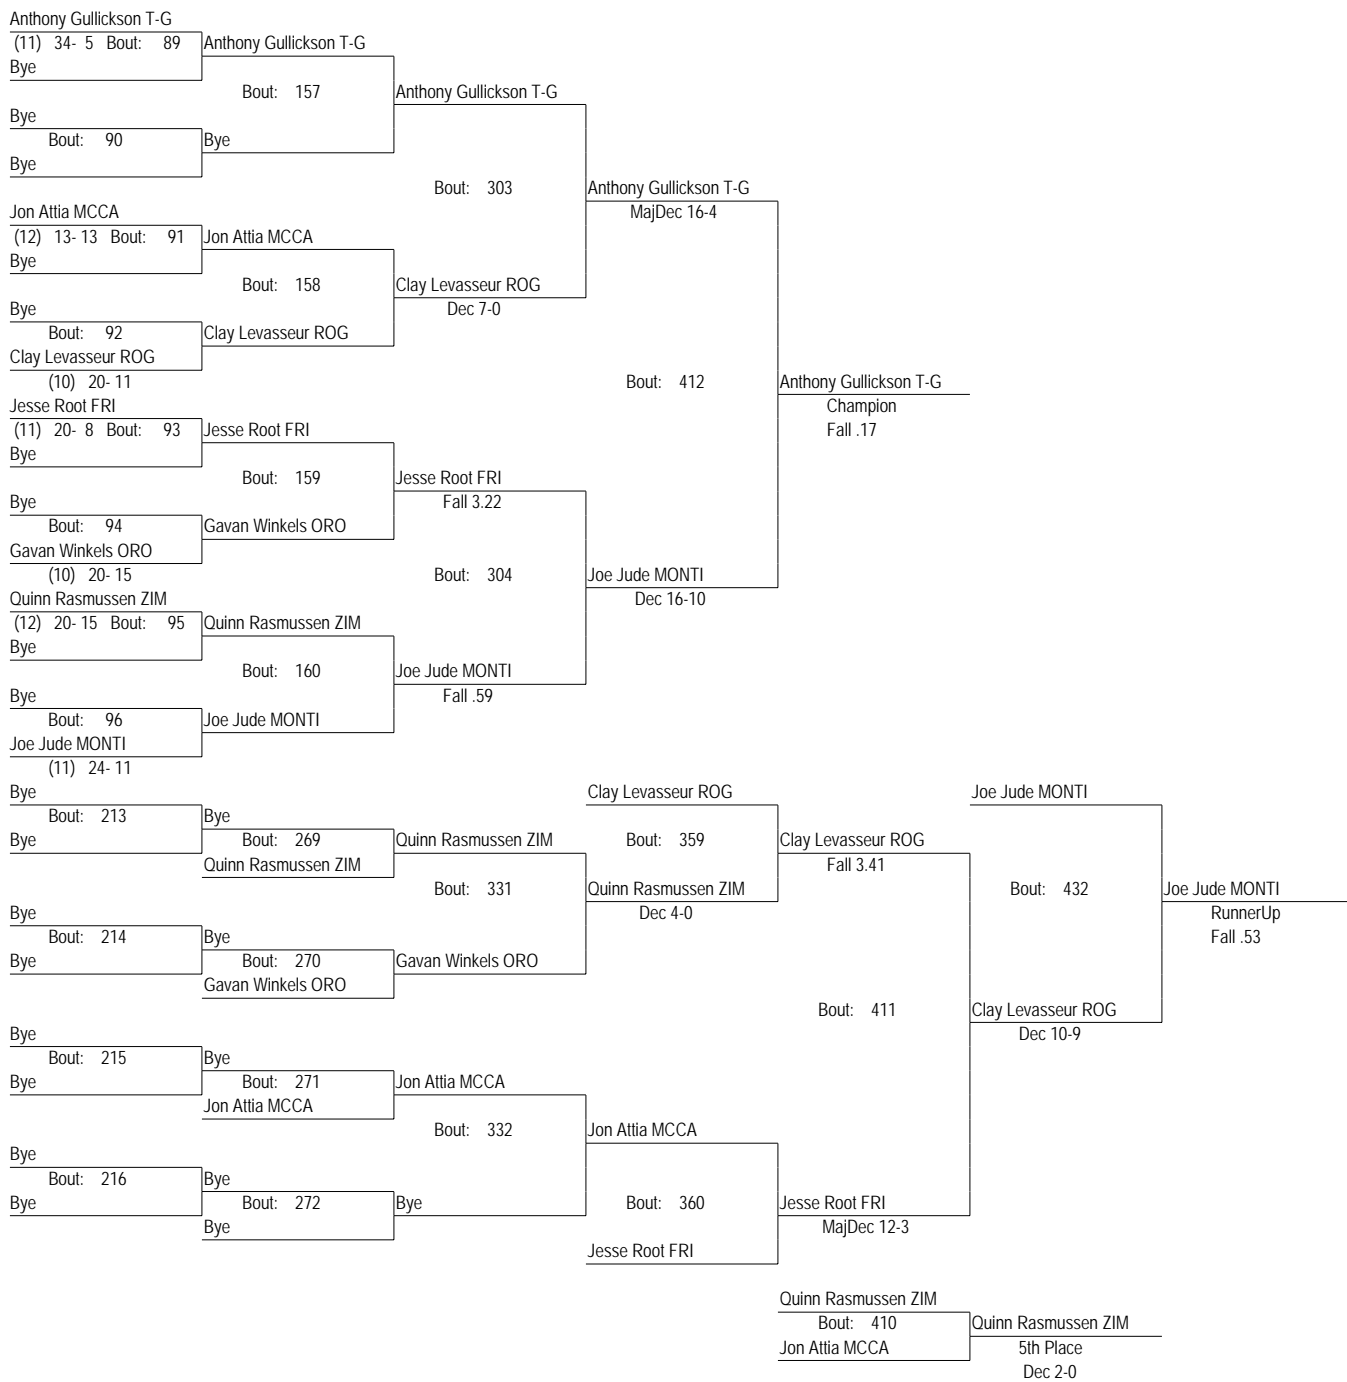 Anthony Gullickson T-G
(11) 34- 5 Bout: 89 Anthony Gullickson T-G
Bye
Bout: 157 Anthony Gullickson T-G
Bye
Bout: 90 Bye
Bye
Bout: 303 Anthony Gullickson T-G
MajDec 16-4
Jon Attia MCCA
(12) 13- 13 Bout: 91 Jon Attia MCCA
Bye
Bout: 158 Clay Levasseur ROG
Dec 7-0
Bye
Bout: 92 Clay Levasseur ROG
Clay Levasseur ROG
(10) 20- 11
Bout: 412 Anthony Gullickson T-G
Champion
Fall .17
Jesse Root FRI
(11) 20- 8 Bout: 93 Jesse Root FRI
Bye
Bout: 159 Jesse Root FRI
Fall 3.22
Bye
Bout: 94 Gavan Winkels ORO
Gavan Winkels ORO
(10) 20- 15
Bout: 304 Joe Jude MONTI
Dec 16-10
Quinn Rasmussen ZIM
(12) 20- 15 Bout: 95 Quinn Rasmussen ZIM
Bye
Bout: 160 Joe Jude MONTI
Fall .59
Bye
Bout: 96 Joe Jude MONTI
Joe Jude MONTI
(11) 24- 11
Bye Clay Levasseur ROG Joe Jude MONTI
Bout: 213 Bye
Bye Bout: 269 Quinn Rasmussen ZIM Bout: 359 Clay Levasseur ROG
Quinn Rasmussen ZIM Fall 3.41
Bout: 331 Quinn Rasmussen ZIM Bout: 432 Joe Jude MONTI
Bye Dec 4-0 RunnerUp
Bout: 214 Bye Fall .53
Bye Bout: 270 Gavan Winkels ORO
Gavan Winkels ORO
Bout: 411 Clay Levasseur ROG
Bye Dec 10-9
Bout: 215 Bye
Bye Bout: 271 Jon Attia MCCA
Jon Attia MCCA
Bout: 332 Jon Attia MCCA
Bye
Bout: 216 Bye
Bye Bout: 272 Bye Bout: 360 Jesse Root FRI
Bye MajDec 12-3
Jesse Root FRI
Quinn Rasmussen ZIM
Bout: 410 Quinn Rasmussen ZIM
Jon Attia MCCA 5th Place
Dec 2-0